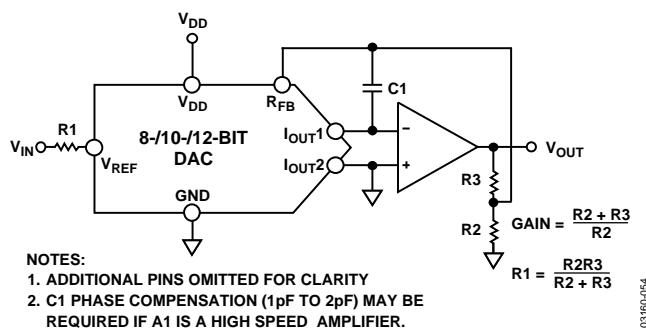 VDD
VDD
RFB
C1
VIN
R1
VREF
8-/10-/12-BIT
DAC
IOUT1
IOUT2
GND
−
+
VOUT
R3
R2
GAIN = R2 + R3
R2
R1 = R2R3
R2 + R3
NOTES:
1. ADDITIONAL PINS OMITTED FOR CLARITY
2. C1 PHASE COMPENSATION (1pF TO 2pF) MAY BE
REQUIRED IF A1 IS A HIGH SPEED AMPLIFIER.
03160-054